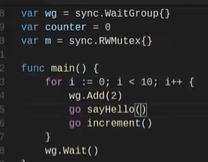 var wg = sync.WaitGroup{}
var counter = 0
var m = sync.RWMutex{}
func main() {
for i := 0; i < 10; i++ {
wg.Add(2)
go sayHello()
go increment()
}
wg.Wait()